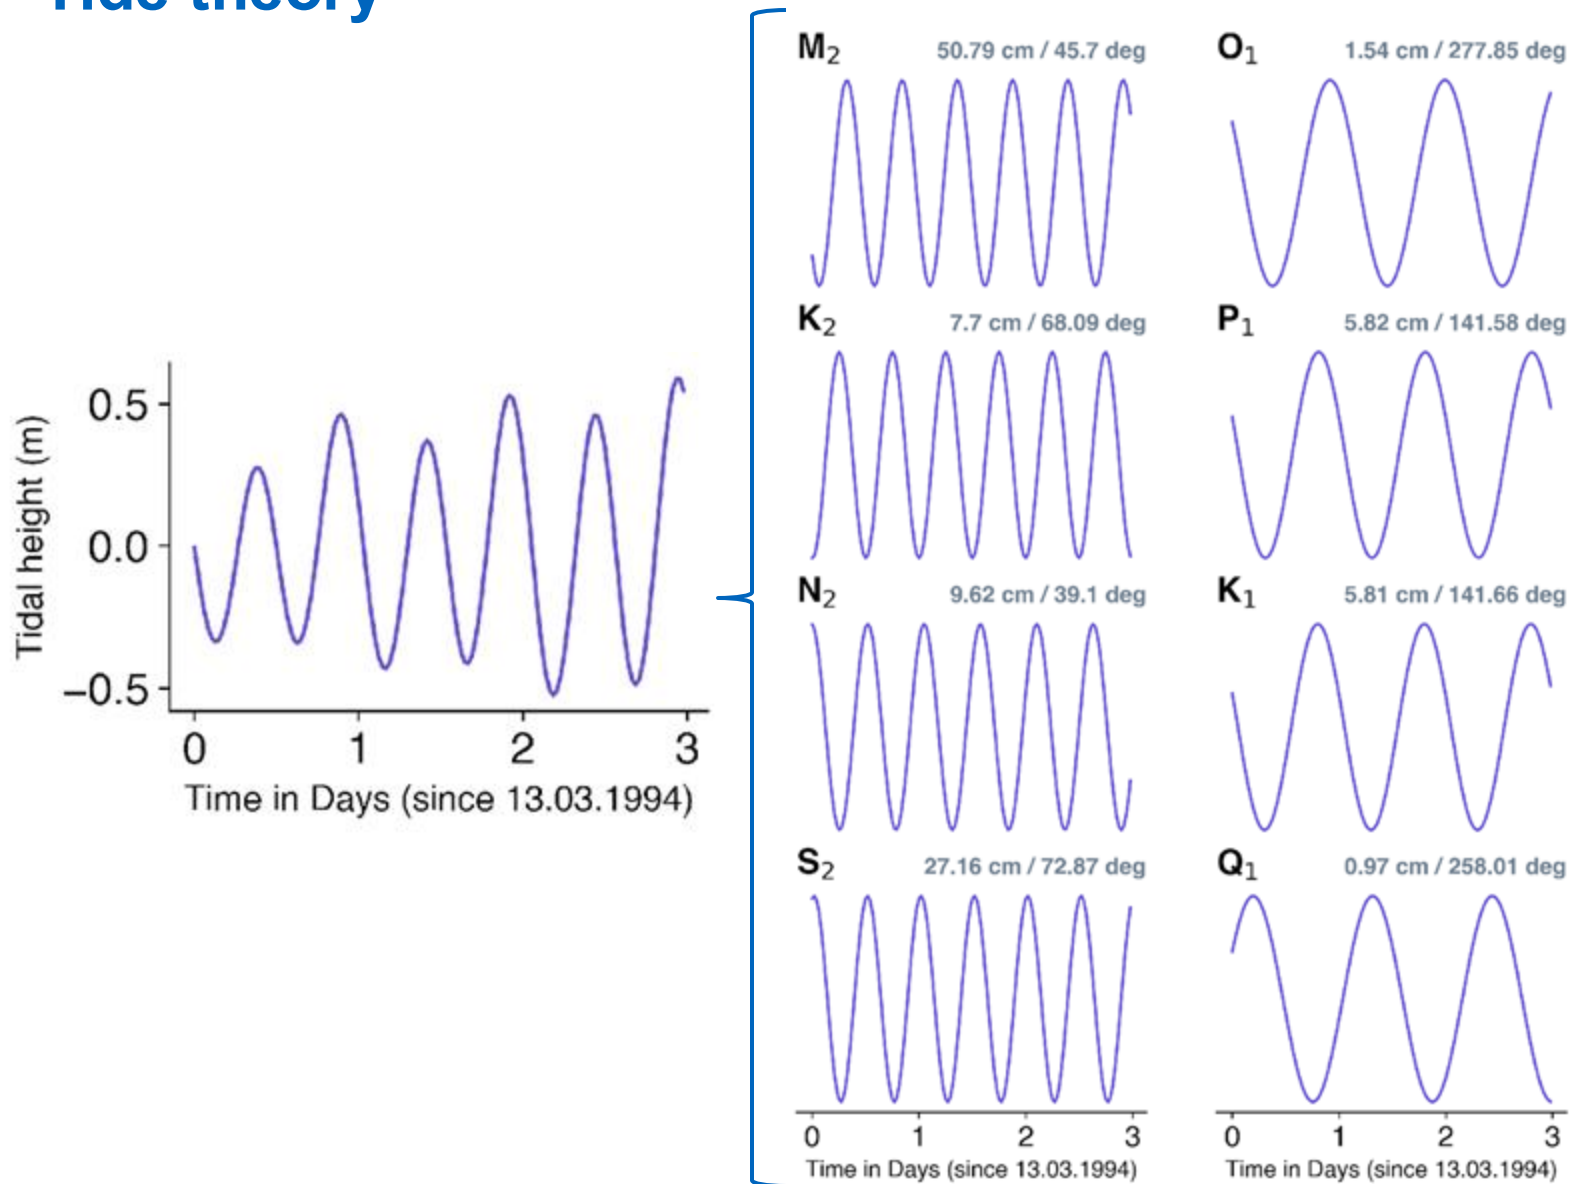 Tide theory
Tidal height (m)
0.5
0.0
−0.5
0 1 2 3
Time in Days (since 13.03.1994)
M₂ 50.79 cm / 45.7 deg
O₁ 1.54 cm / 277.85 deg
K₂ 7.7 cm / 68.09 deg
P₁ 5.82 cm / 141.58 deg
N₂ 9.62 cm / 39.1 deg
K₁ 5.81 cm / 141.66 deg
S₂ 27.16 cm / 72.87 deg
Q₁ 0.97 cm / 258.01 deg
0 1 2 3
Time in Days (since 13.03.1994)
0 1 2 3
Time in Days (since 13.03.1994)